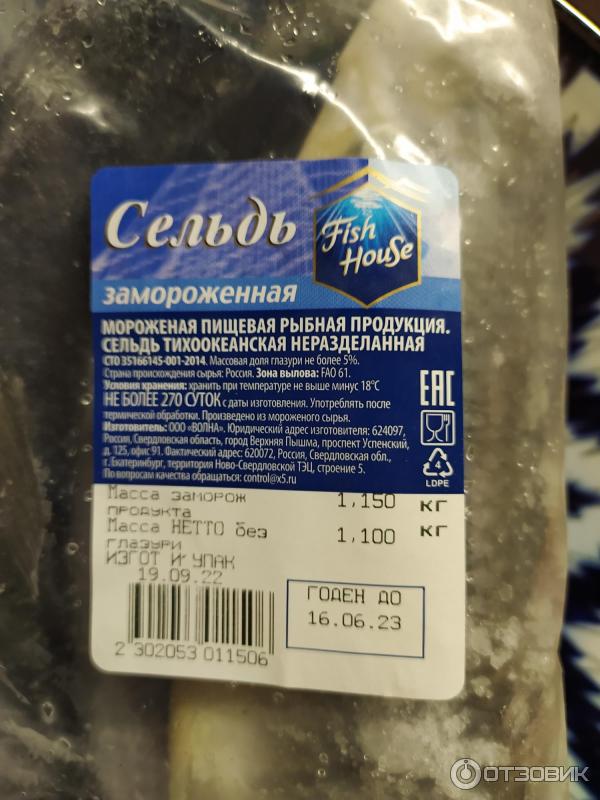 Сельдь
Fish
House
замороженная
МОРОЖЕНАЯ ПИЩЕВАЯ РЫБНАЯ ПРОДУКЦИЯ.
СЕЛЬДЬ ТИХООКЕАНСКАЯ НЕРАЗДЕЛАННАЯ
СТО 35166145-001-2014. Массовая доля глазури не более 5%.
Страна происхождения сырья: Россия. Зона вылова: FAO 61.
Условия хранения: хранить при температуре не выше минус 18°С
НЕ БОЛЕЕ 270 СУТОК с даты изготовления. Употреблять после
термической обработки. Произведено из мороженого сырья.
Изготовитель: ООО «ВОЛНА». Юридический адрес изготовителя: 624097,
Россия, Свердловская область, город Верхняя Пышма, проспект Успенский,
д. 125, офис 91. Фактический адрес: 620072, Россия, Свердловская обл.,
г.Екатеринбург, территория Ново-Свердловской ТЭЦ, строение 5.
По вопросам качества обращаться: control@x5.ru
EAC
4
LDPE
Масса заморож продукта 1,150 кг
Масса НЕТТО без глазури 1,100 кг
ИЗГОТ И УПАК
19.09.22
ГОДЕН ДО
16.06.23
2 302053 011506
ОТЗОВИК